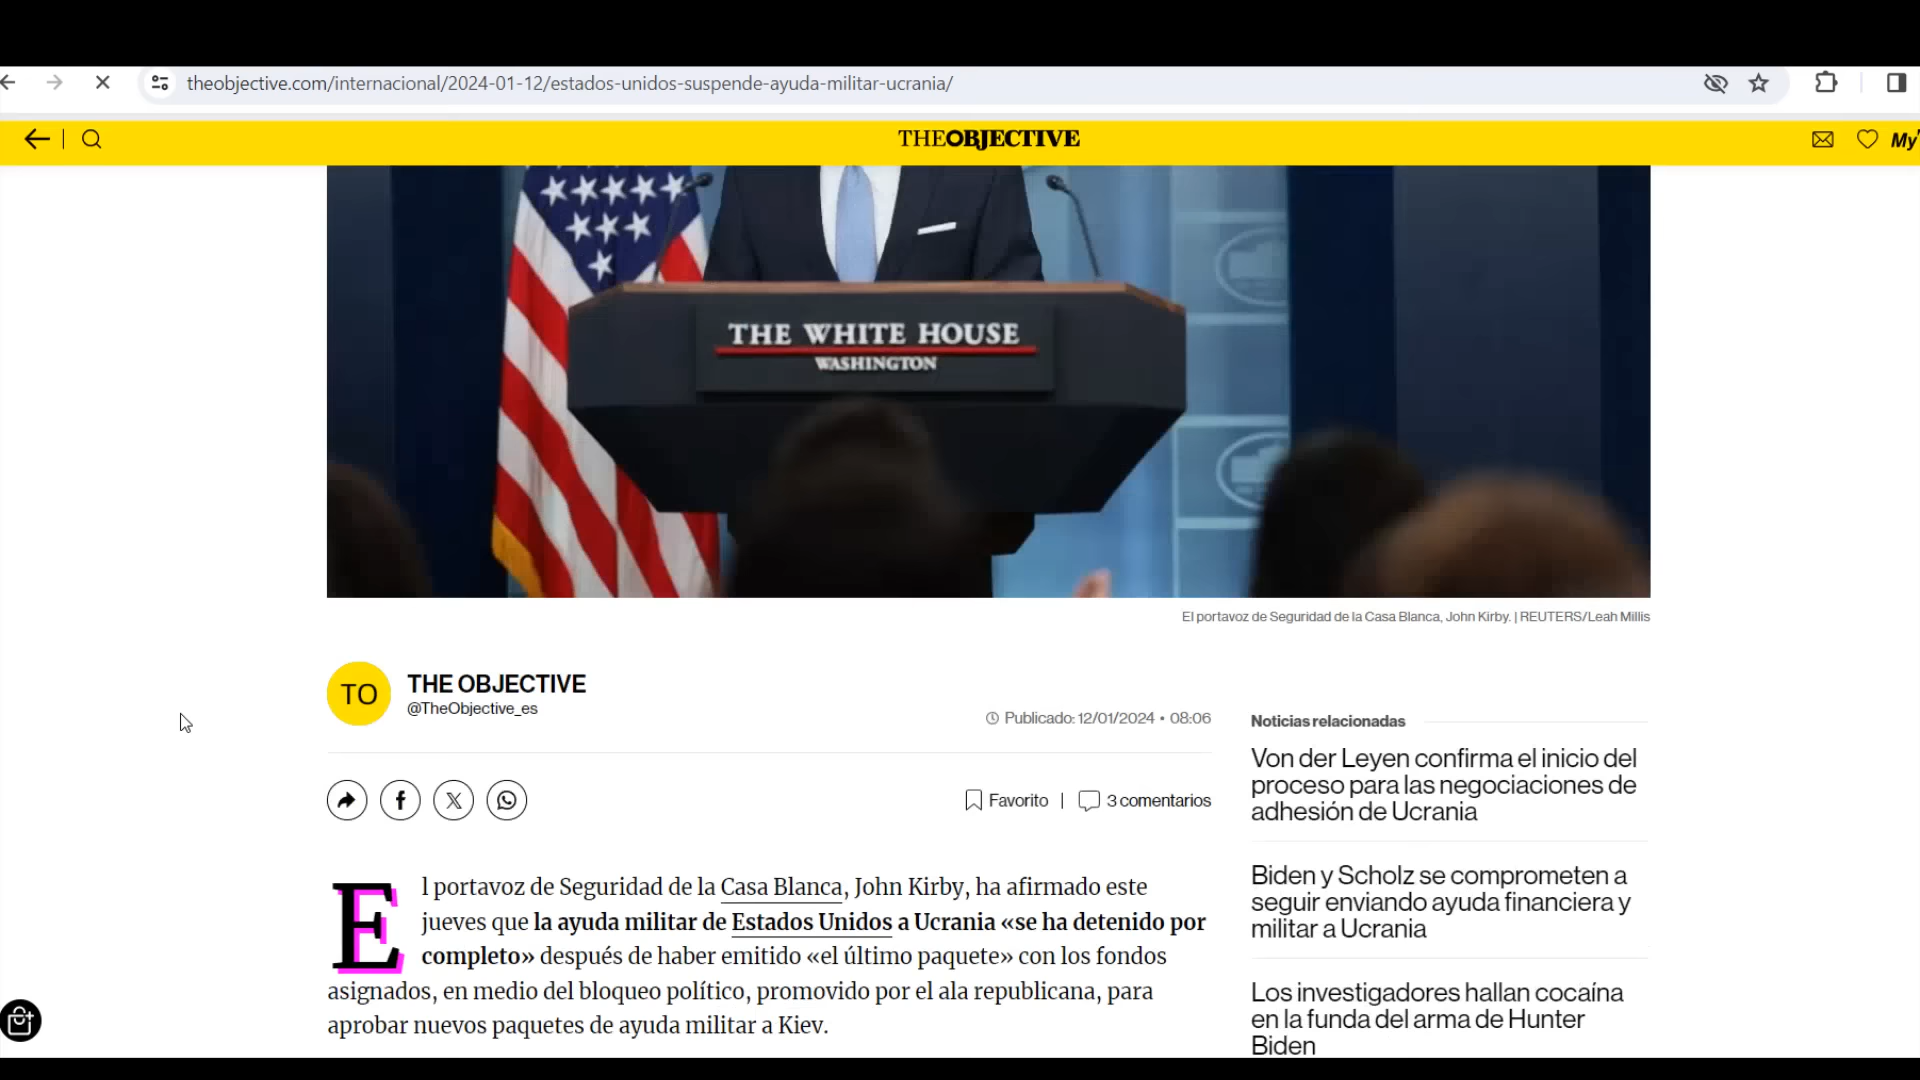 theobjective.com/internacional/2024-01-12/estados-unidos-suspende-ayuda-militar-ucrania/
THEOBJECTIVE
My
THE WHITE HOUSE
WASHINGTON
El portavoz de Seguridad de la Casa Blanca, John Kirby. | REUTERS/Leah Millis
TO
THE OBJECTIVE
@TheObjective_es
Publicado: 12/01/2024 • 08:06
Favorito | 3 comentarios
El portavoz de Seguridad de la Casa Blanca, John Kirby, ha afirmado este
jueves que la ayuda militar de Estados Unidos a Ucrania «se ha detenido por
completo» después de haber emitido «el último paquete» con los fondos
asignados, en medio del bloqueo político, promovido por el ala republicana, para
aprobar nuevos paquetes de ayuda militar a Kiev.
Noticias relacionadas
Von der Leyen confirma el inicio del
proceso para las negociaciones de
adhesión de Ucrania
Biden y Scholz se comprometen a
seguir enviando ayuda financiera y
militar a Ucrania
Los investigadores hallan cocaína
en la funda del arma de Hunter
Biden